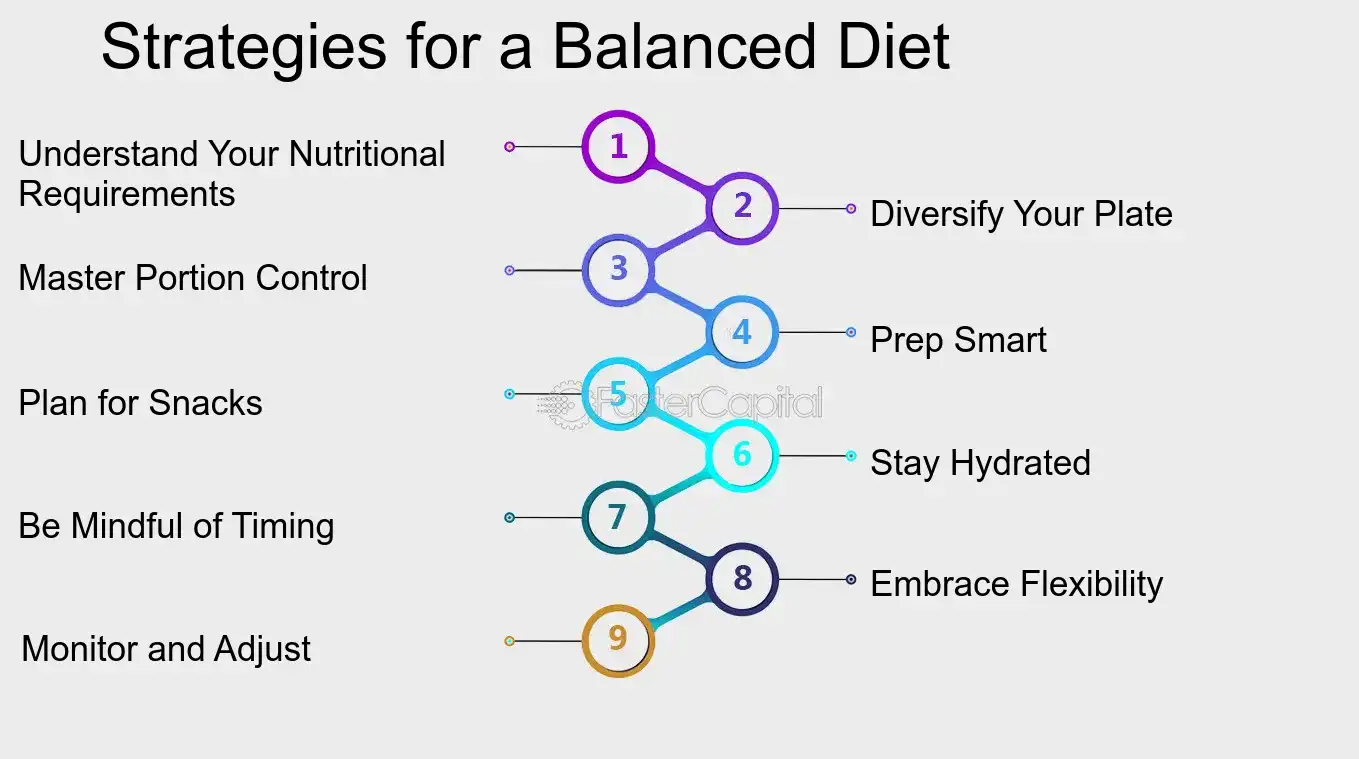 Strategies for a Balanced Diet
1
Understand Your Nutritional
Requirements
2
Diversify Your Plate
3
Master Portion Control
4
Prep Smart
5
Plan for Snacks
FasterCapital
6
Stay Hydrated
7
Be Mindful of Timing
8
Embrace Flexibility
9
Monitor and Adjust